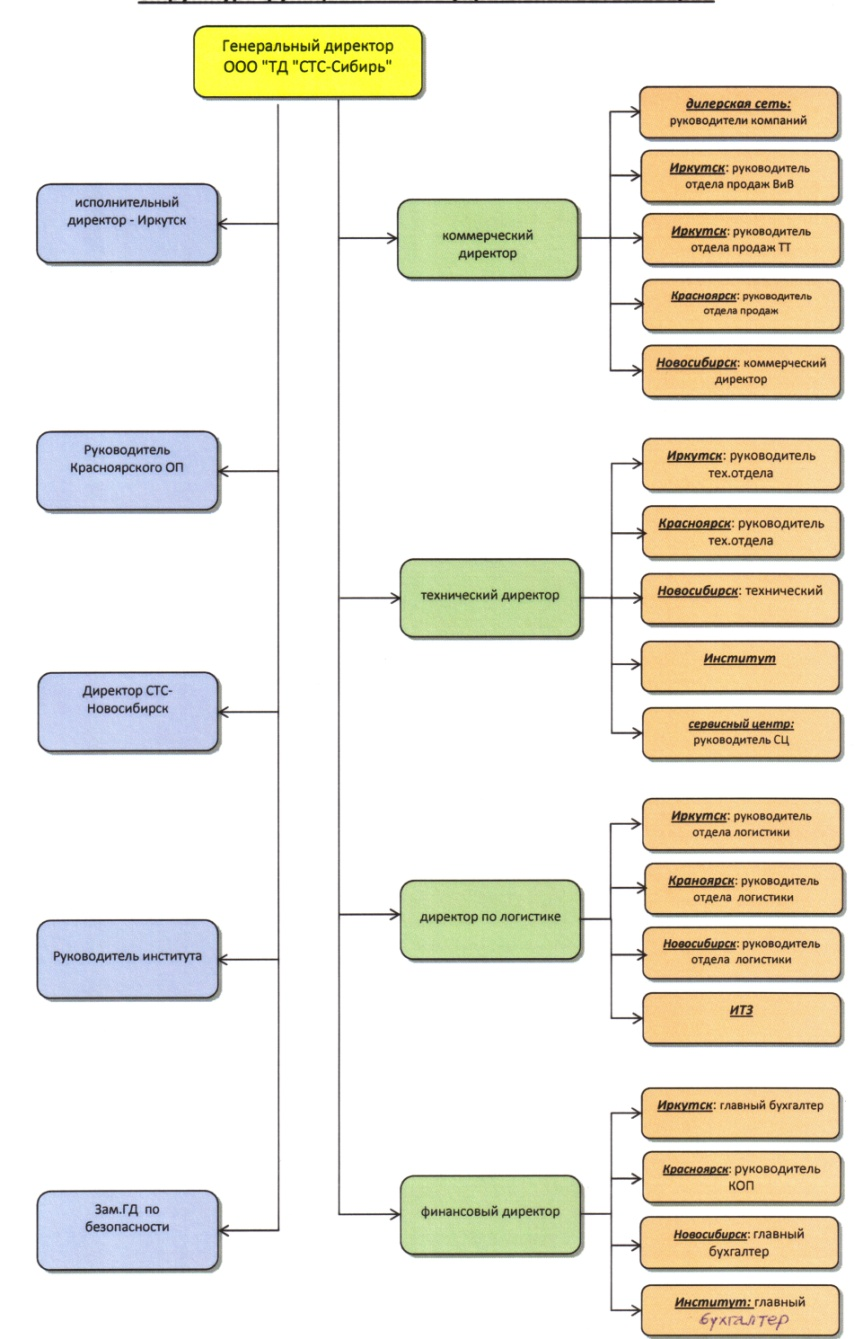 Генеральный директор
ООО "ТД "СТС-Сибирь"
исполнительный
директор - Иркутск
Руководитель
Красноярского ОП
Директор СТС-
Новосибирск
Руководитель института
Зам.ГД по
безопасности
коммерческий
директор
дилерская сеть:
руководители компаний
Иркутск: руководитель
отдела продаж ВиВ
Иркутск: руководитель
отдела продаж ТТ
Красноярск: руководитель
отдела продаж
Новосибирск: коммерческий
директор
технический директор
Иркутск: руководитель
тех.отдела
Красноярск: руководитель
тех.отдела
Новосибирск: технический
Институт
сервисный центр:
руководитель СЦ
директор по логистике
Иркутск: руководитель
отдела логистики
Краноярск: руководитель
отдела логистики
Новосибирск: руководитель
отдела логистики
ИТЗ
финансовый директор
Иркутск: главный бухгалтер
Красноярск: руководитель
КОП
Новосибирск: главный
бухгалтер
Институт: главный
бухгалтер